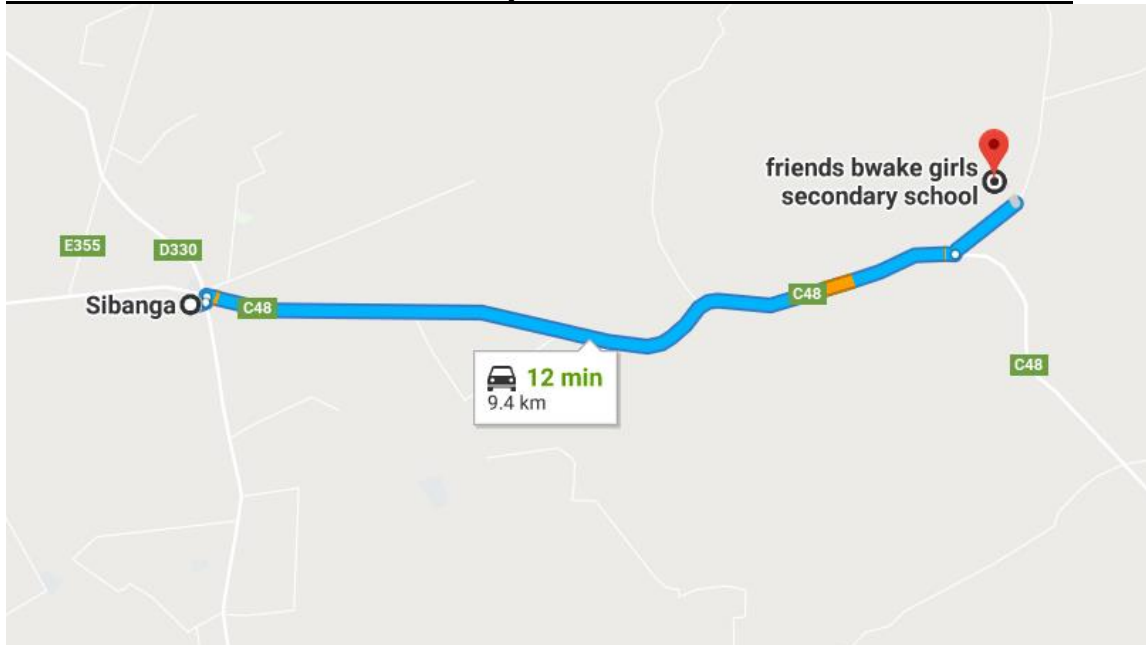 friends bwake girls
secondary school
E355
D330
Sibanga
C48
C48
12 min
9.4 km
C48